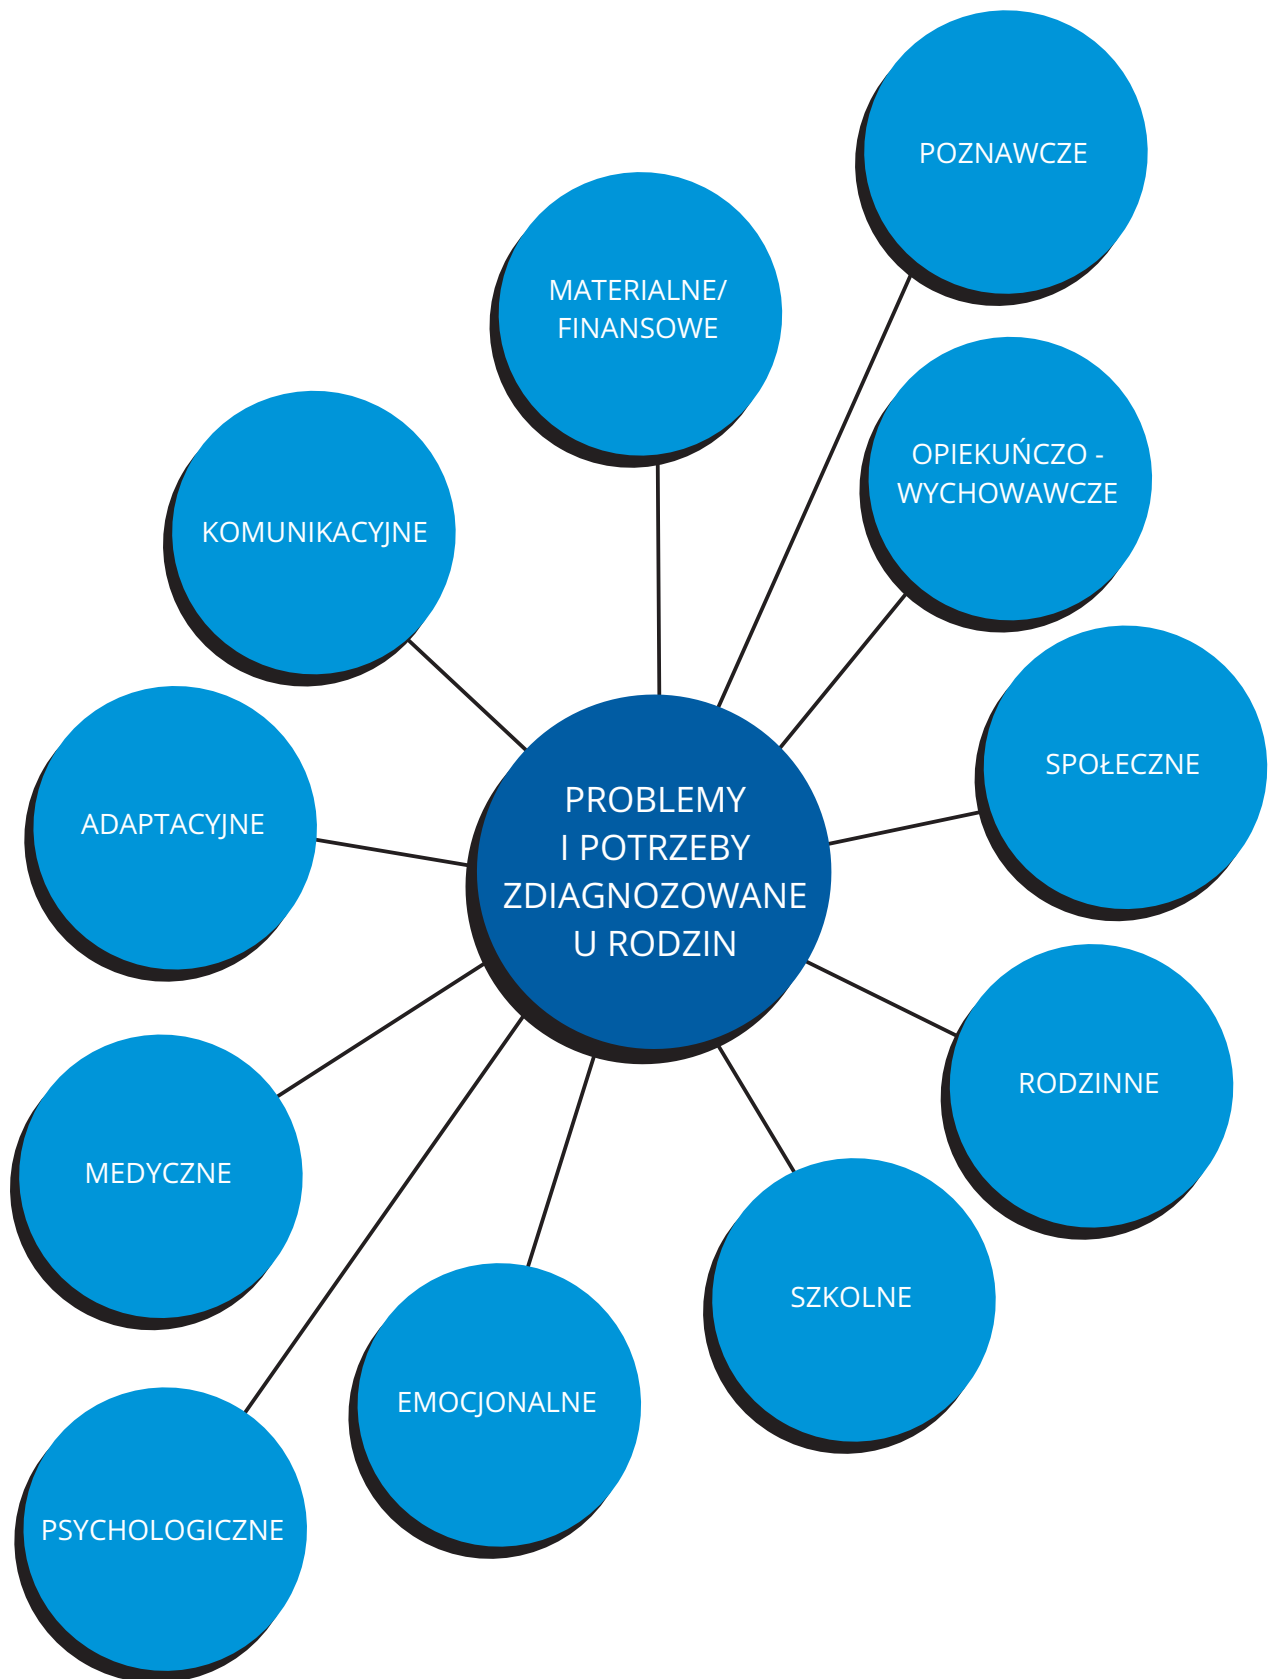 POZNAWCZE
MATERIALNE/
FINANSOWE
OPIEKUŃCZO -
WYCHOWAWCZE
KOMUNIKACYJNE
SPOŁECZNE
ADAPTACYJNE
PROBLEMY
I POTRZEBY
ZDIAGNOZOWANE
U RODZIN
RODZINNE
MEDYCZNE
SZKOLNE
EMOCJONALNE
PSYCHOLOGICZNE